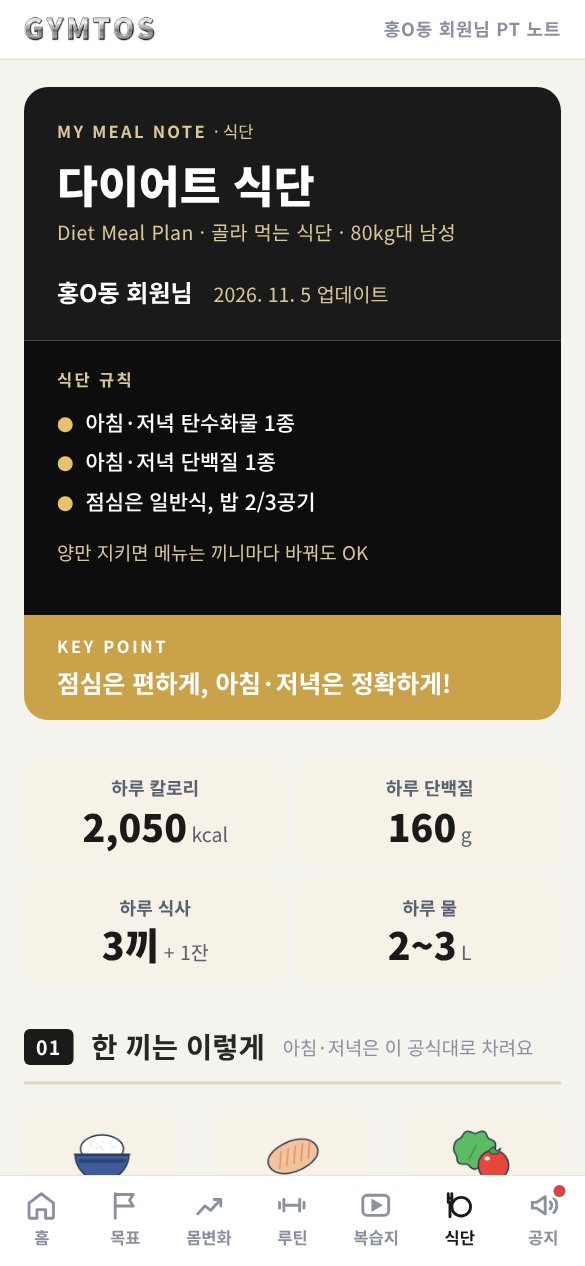 GYMTOS
홍O동 회원님 PT 노트
MY MEAL NOTE · 식단
다이어트 식단
Diet Meal Plan · 골라 먹는 식단 · 80kg대 남성
홍O동 회원님 2026. 11. 5 업데이트
식단 규칙
아침·저녁 탄수화물 1종
아침·저녁 단백질 1종
점심은 일반식, 밥 2/3공기
양만 지키면 메뉴는 끼니마다 바꿔도 OK
KEY POINT
점심은 편하게, 아침·저녁은 정확하게!
하루 칼로리
2,050 kcal
하루 단백질
160 g
하루 식사
3끼 + 1잔
하루 물
2~3 L
01 한 끼는 이렇게 아침·저녁은 이 공식대로 차려요
홈
목표
몸변화
루틴
복습지
식단
공지